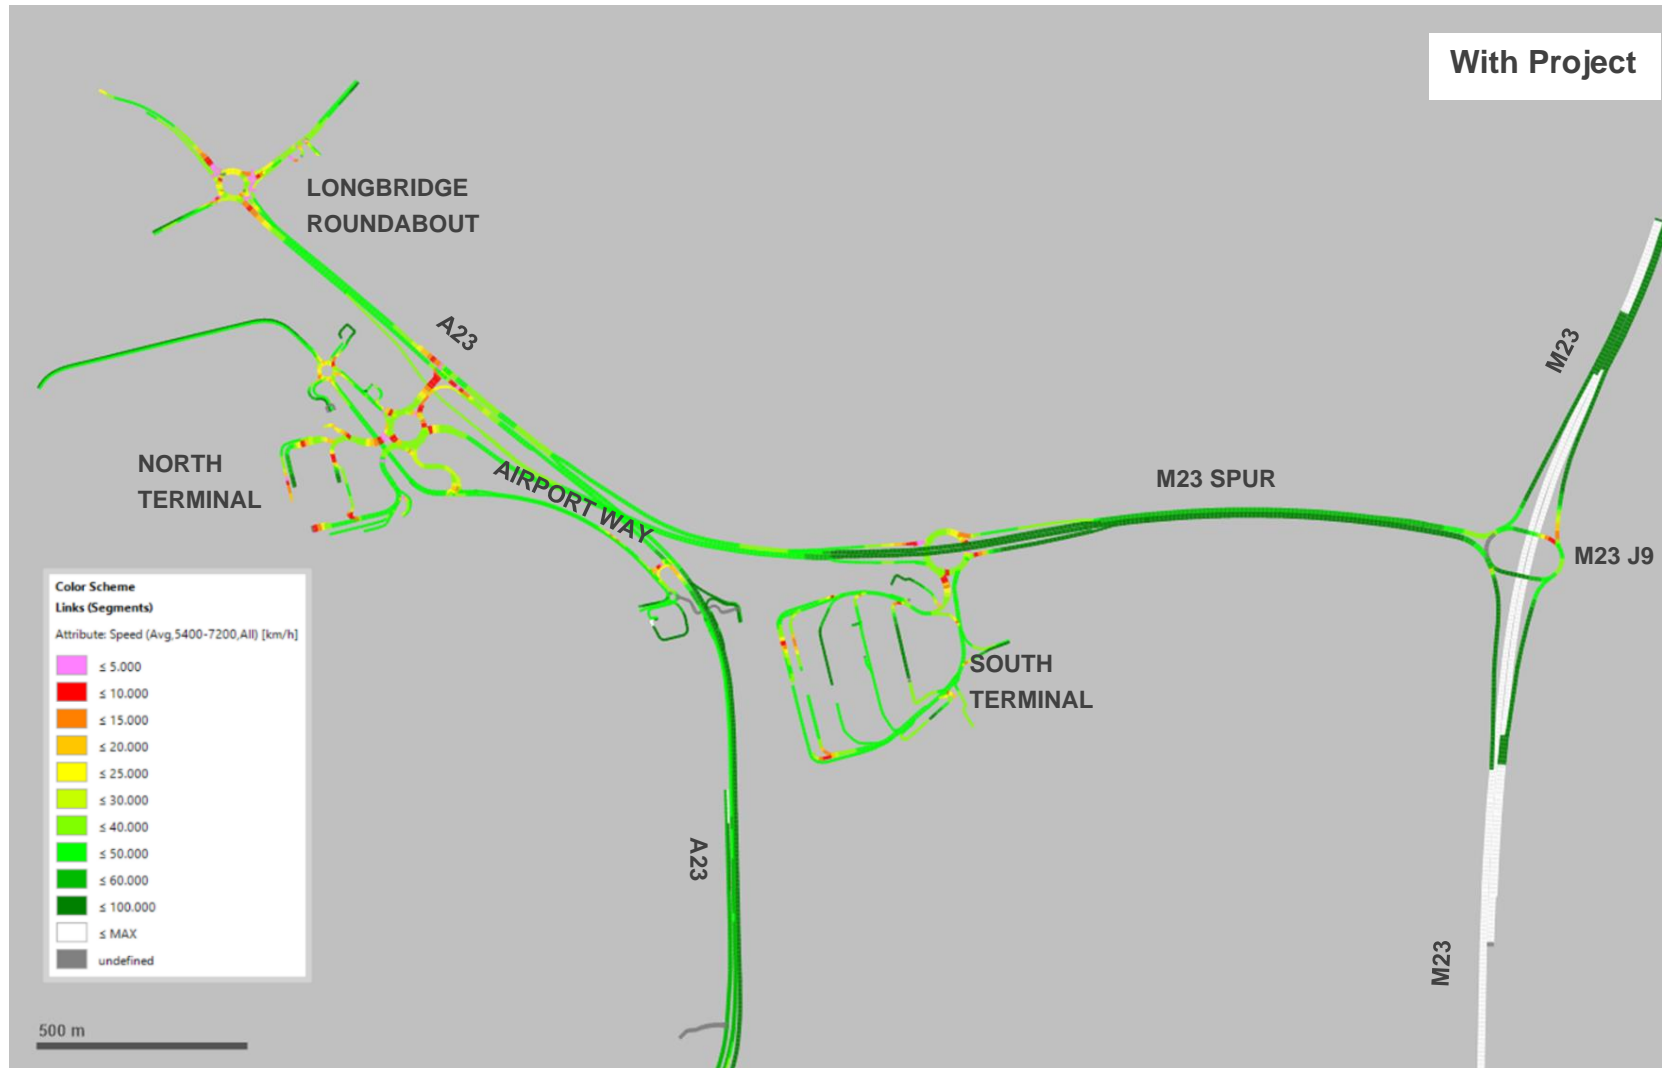 With Project
LONGBRIDGE
ROUNDABOUT
A23
M23
NORTH
TERMINAL
AIRPORT WAY
M23 SPUR
M23 J9
SOUTH
TERMINAL
A23
M23
Color Scheme
Links (Segments)
Attribute: Speed (Avg,5400-7200,All) [km/h]
≤ 5.000
≤ 10.000
≤ 15.000
≤ 20.000
≤ 25.000
≤ 30.000
≤ 40.000
≤ 50.000
≤ 60.000
≤ 100.000
≤ MAX
undefined
500 m